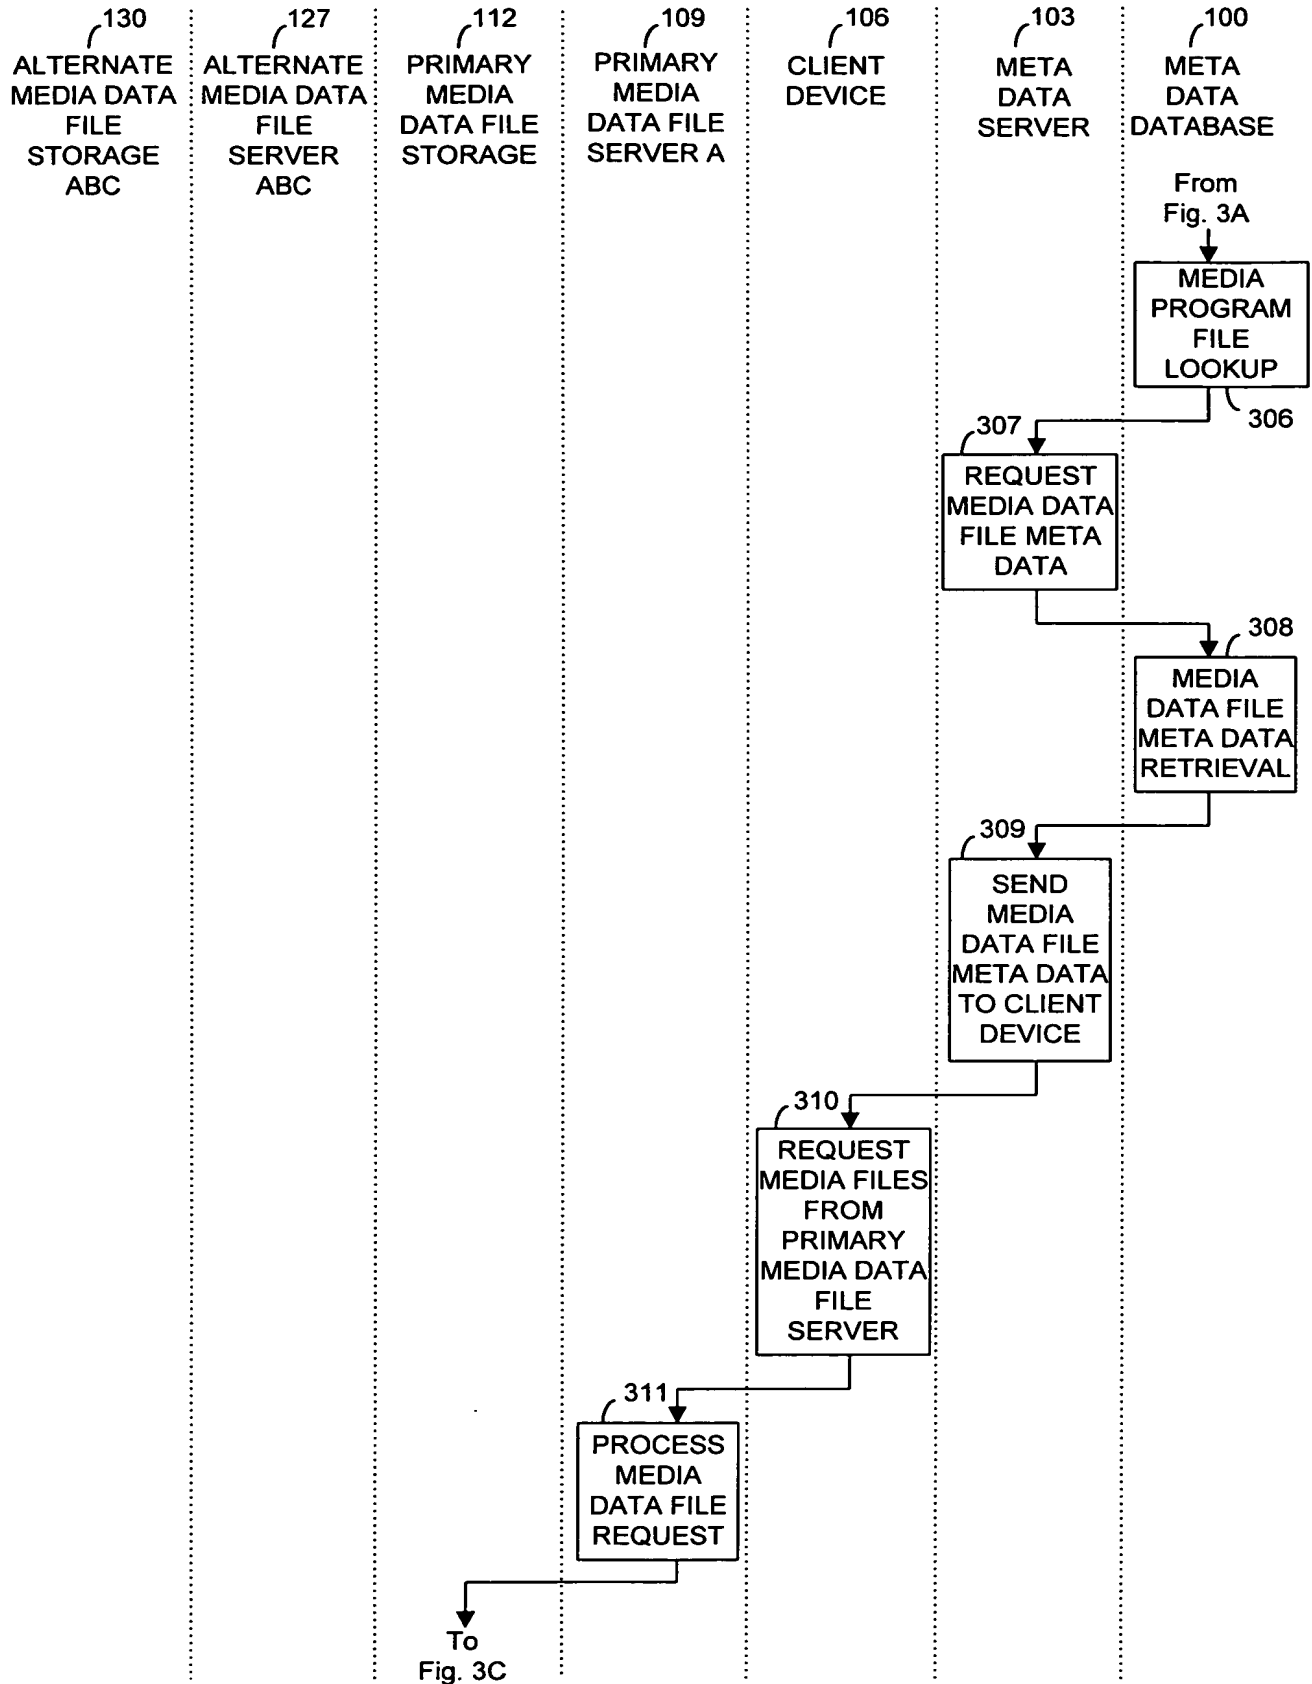 130
ALTERNATE
MEDIA DATA
FILE
STORAGE
ABC
127
ALTERNATE
MEDIA DATA
FILE
SERVER
ABC
112
PRIMARY
MEDIA
DATA FILE
STORAGE
109
PRIMARY
MEDIA
DATA FILE
SERVER A
106
CLIENT
DEVICE
103
META
DATA
SERVER
100
META
DATA
DATABASE
From
Fig. 3A
MEDIA
PROGRAM
FILE
LOOKUP
306
307
REQUEST
MEDIA DATA
FILE META
DATA
308
MEDIA
DATA FILE
META DATA
RETRIEVAL
309
SEND
MEDIA
DATA FILE
META DATA
TO CLIENT
DEVICE
310
REQUEST
MEDIA FILES
FROM
PRIMARY
MEDIA DATA
FILE
SERVER
311
PROCESS
MEDIA
DATA FILE
REQUEST
To
Fig. 3C